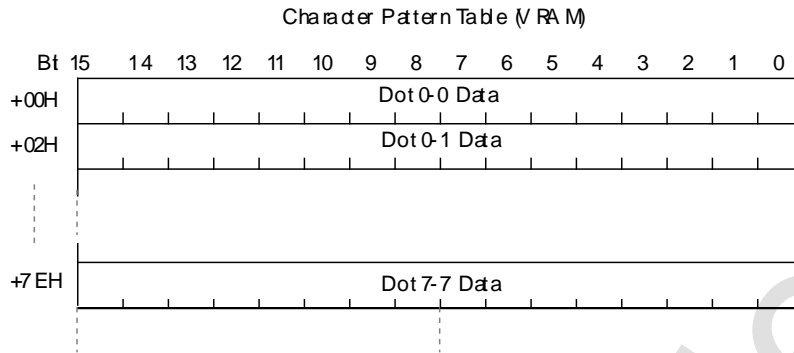 Character Pattern Table (VRAM)
Bit 15 14 13 12 11 10 9 8 7 6 5 4 3 2 1 0
+00H Dot 0-0 Data
+02H Dot 0-1 Data
+7EH Dot 7-7 Data